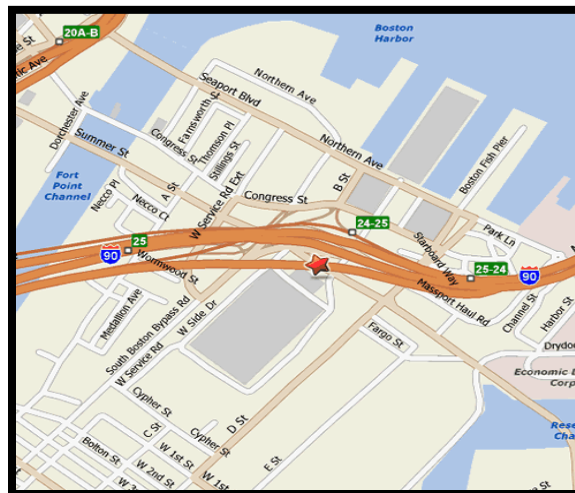 Boston
Harbor
20A-B
Northern Ave
Seaport Blvd
Dorchester Ave
Farnsworth St
Thomson Pl
Stillings St
Congress St
Summer St
Northern Ave
Boston Fish Pier
Fort
Point
Channel
Necco Pl
A St
W Service Rd Ext
B St
Necco Ct
Congress St
Park Ln
24-25
Starboard Way
25
90
Wormwood St
25-24
90
Massport Haul Rd
Channel St
Harbor St
Medallion Ave
South Boston Bypass Rd
W Side Dr
W Service Rd
Fargo St
Economic
Corp
Cypher St
C St
Cypher St
D St
E St
Bolton St
W 1st St
W 2nd St
W 1st